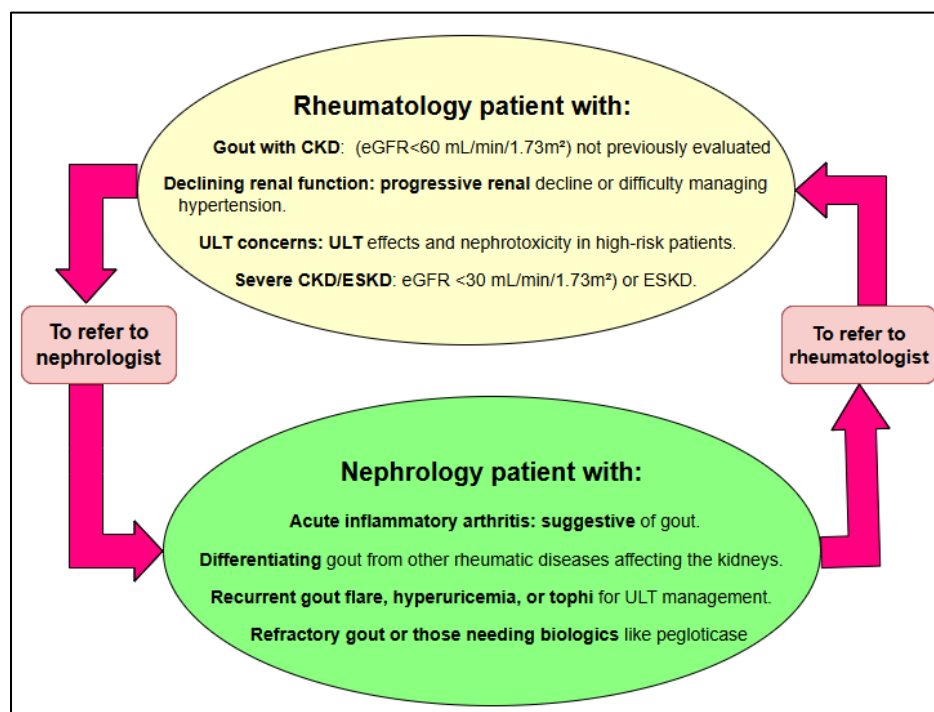 Rheumatology patient with:
Gout with CKD: (eGFR<60 mL/min/1.73m²) not previously evaluated
Declining renal function: progressive renal decline or difficulty managing
hypertension.
ULT concerns: ULT effects and nephrotoxicity in high-risk patients.
Severe CKD/ESKD: eGFR <30 mL/min/1.73m²) or ESKD.
To refer to
nephrologist
To refer to
rheumatologist
Nephrology patient with:
Acute inflammatory arthritis: suggestive of gout.
Differentiating gout from other rheumatic diseases affecting the kidneys.
Recurrent gout flare, hyperuricemia, or tophi for ULT management.
Refractory gout or those needing biologics like pegloticase